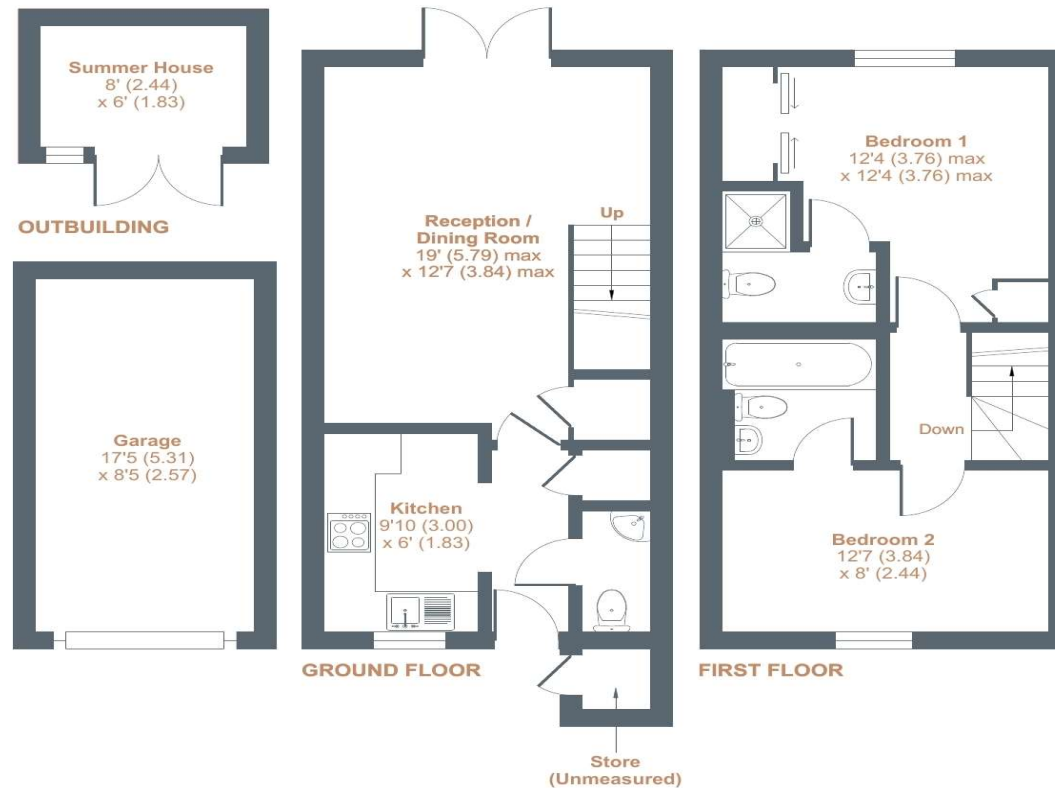 Summer House
8' (2.44)
x 6' (1.83)
OUTBUILDING
Garage
17'5 (5.31)
x 8'5 (2.57)
Reception /
Dining Room
19' (5.79) max
x 12'7 (3.84) max
Up
Kitchen
9'10 (3.00)
x 6' (1.83)
GROUND FLOOR
Store
(Unmeasured)
Bedroom 1
12'4 (3.76) max
x 12'4 (3.76) max
Down
Bedroom 2
12'7 (3.84)
x 8' (2.44)
FIRST FLOOR